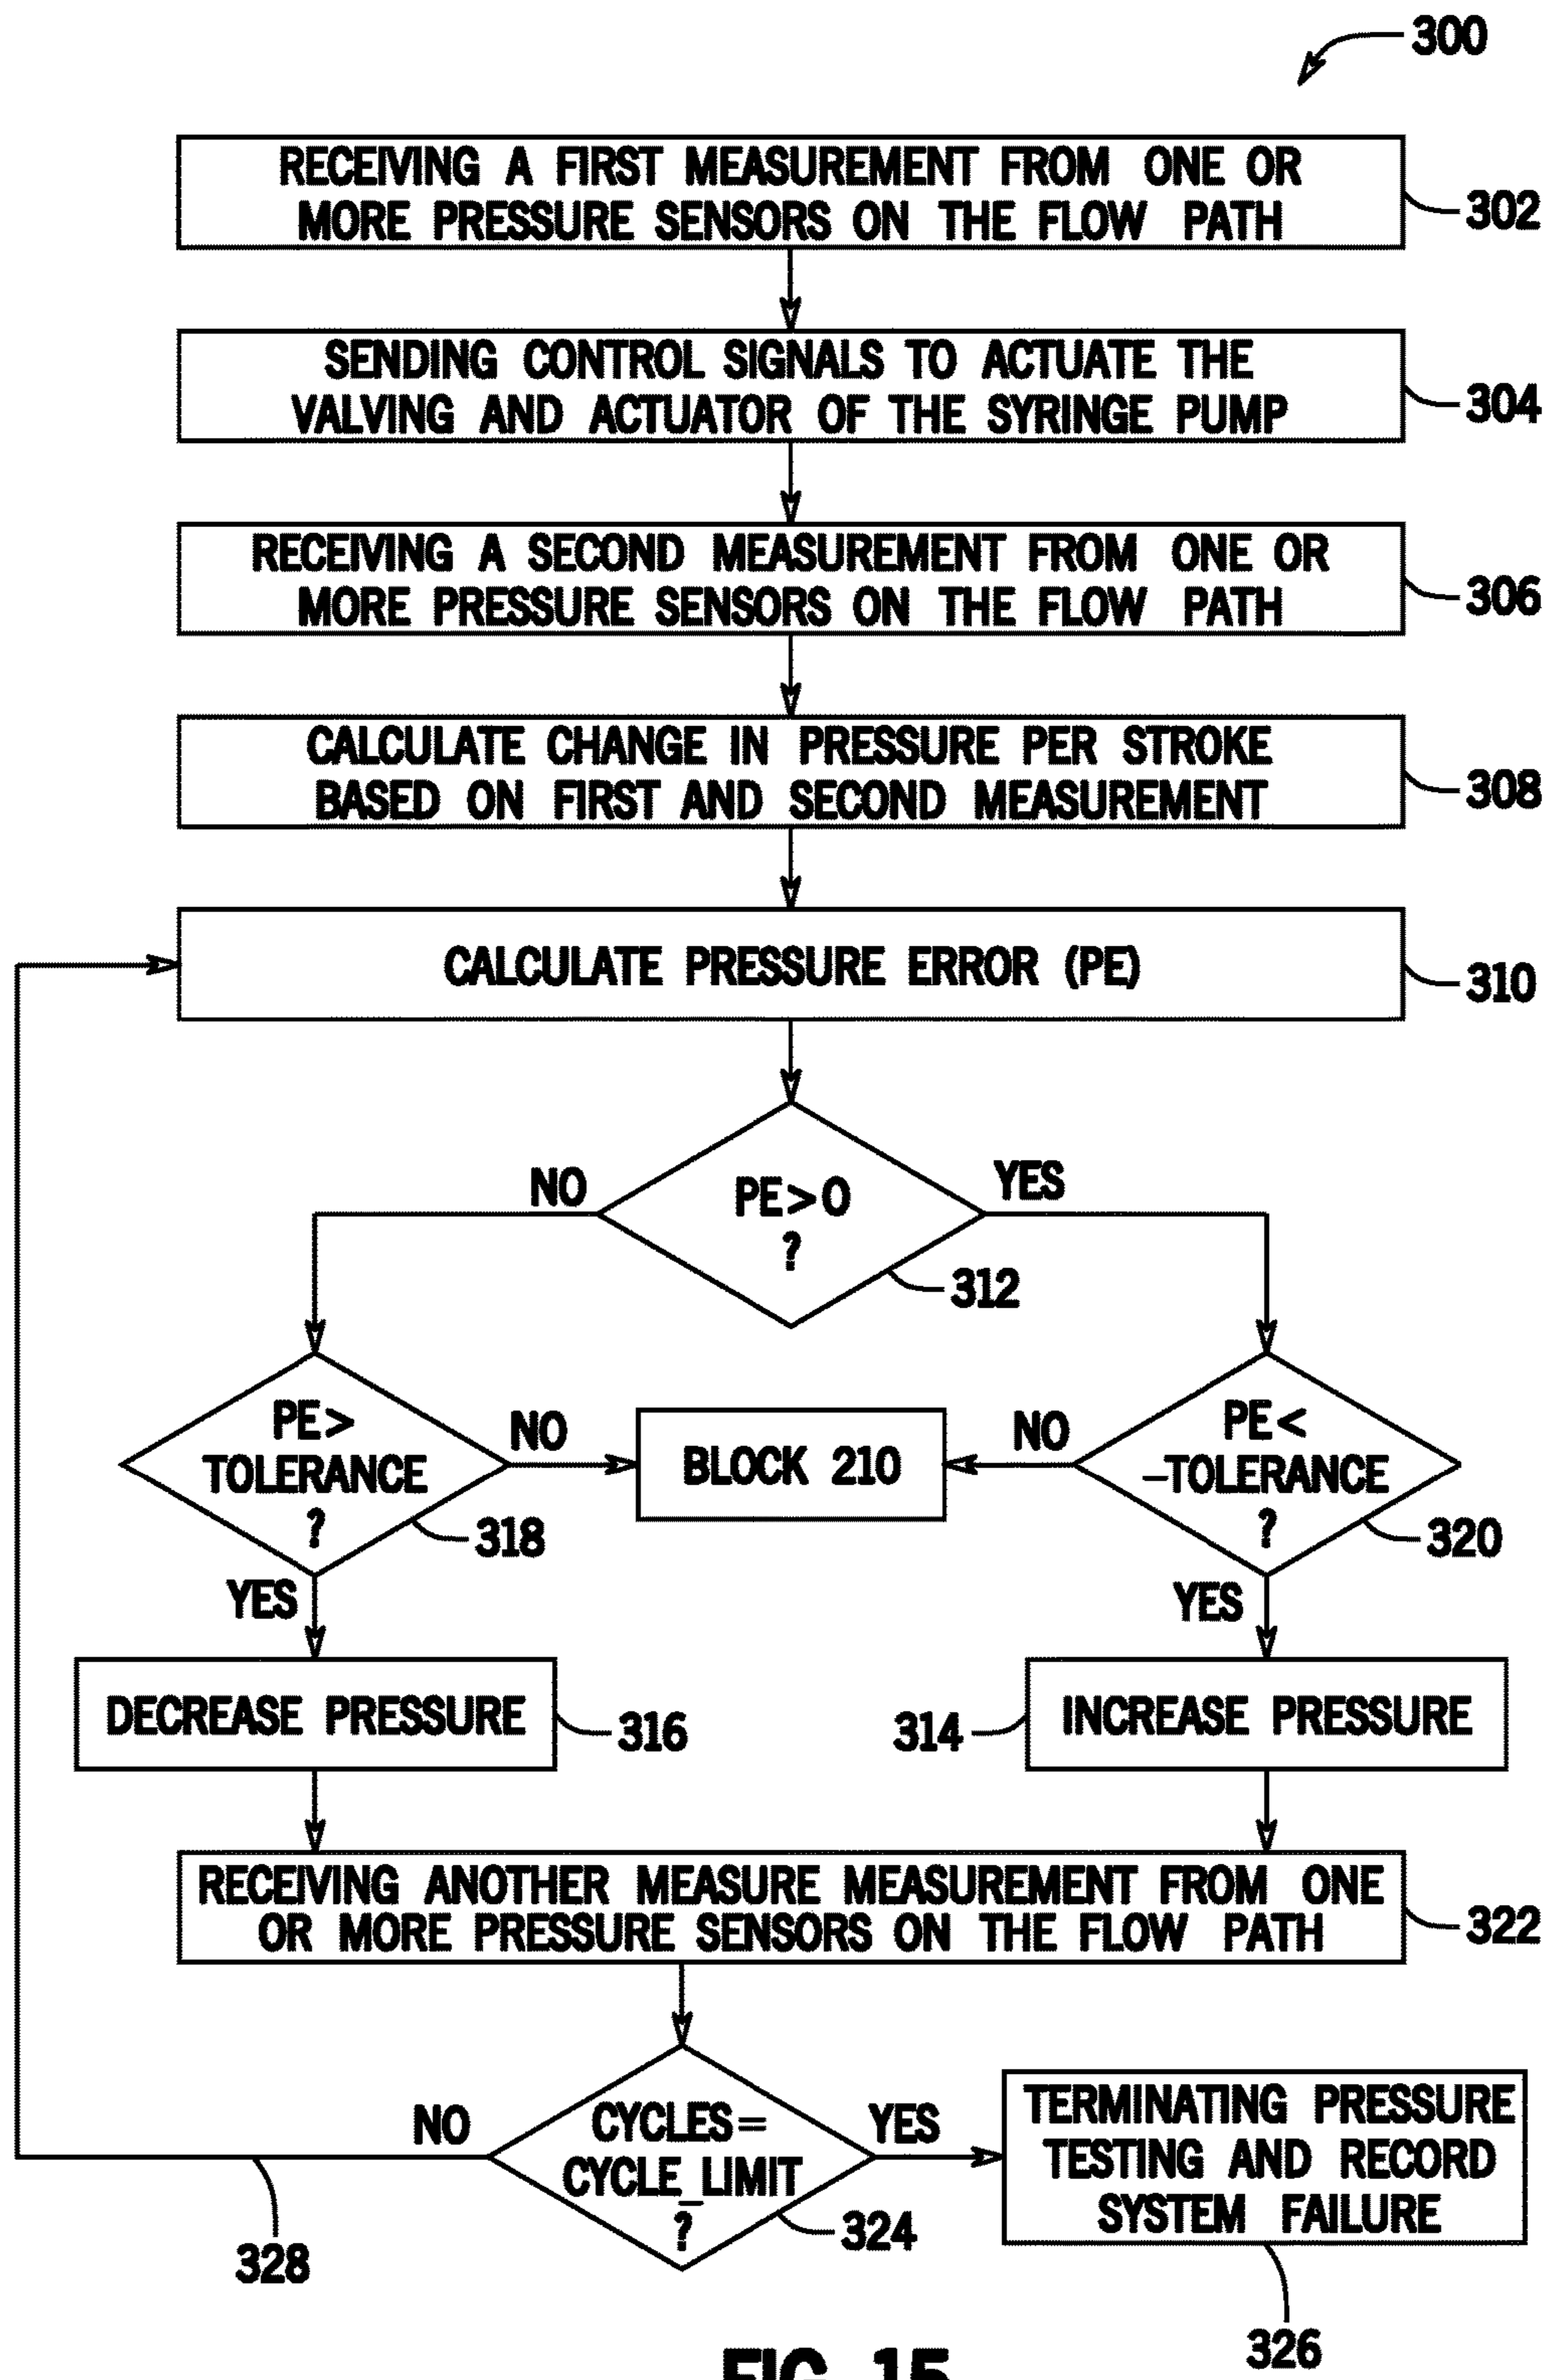 300
RECEIVING A FIRST MEASUREMENT FROM ONE OR
MORE PRESSURE SENSORS ON THE FLOW PATH
302
SENDING CONTROL SIGNALS TO ACTUATE THE
VALVING AND ACTUATOR OF THE SYRINGE PUMP
304
RECEIVING A SECOND MEASUREMENT FROM ONE OR
MORE PRESSURE SENSORS ON THE FLOW PATH
306
CALCULATE CHANGE IN PRESSURE PER STROKE
BASED ON FIRST AND SECOND MEASUREMENT
308
CALCULATE PRESSURE ERROR (PE)
310
NO
PE>0
?
YES
312
PE>
TOLERANCE
?
318
NO
BLOCK 210
NO
PE<
–TOLERANCE
?
320
YES
YES
DECREASE PRESSURE
316
314
INCREASE PRESSURE
RECEIVING ANOTHER MEASURE MEASUREMENT FROM ONE
OR MORE PRESSURE SENSORS ON THE FLOW PATH
322
NO
CYCLES=
CYCLE_LIMIT
?
YES
324
TERMINATING PRESSURE
TESTING AND RECORD
SYSTEM FAILURE
328
326
FIG. 15